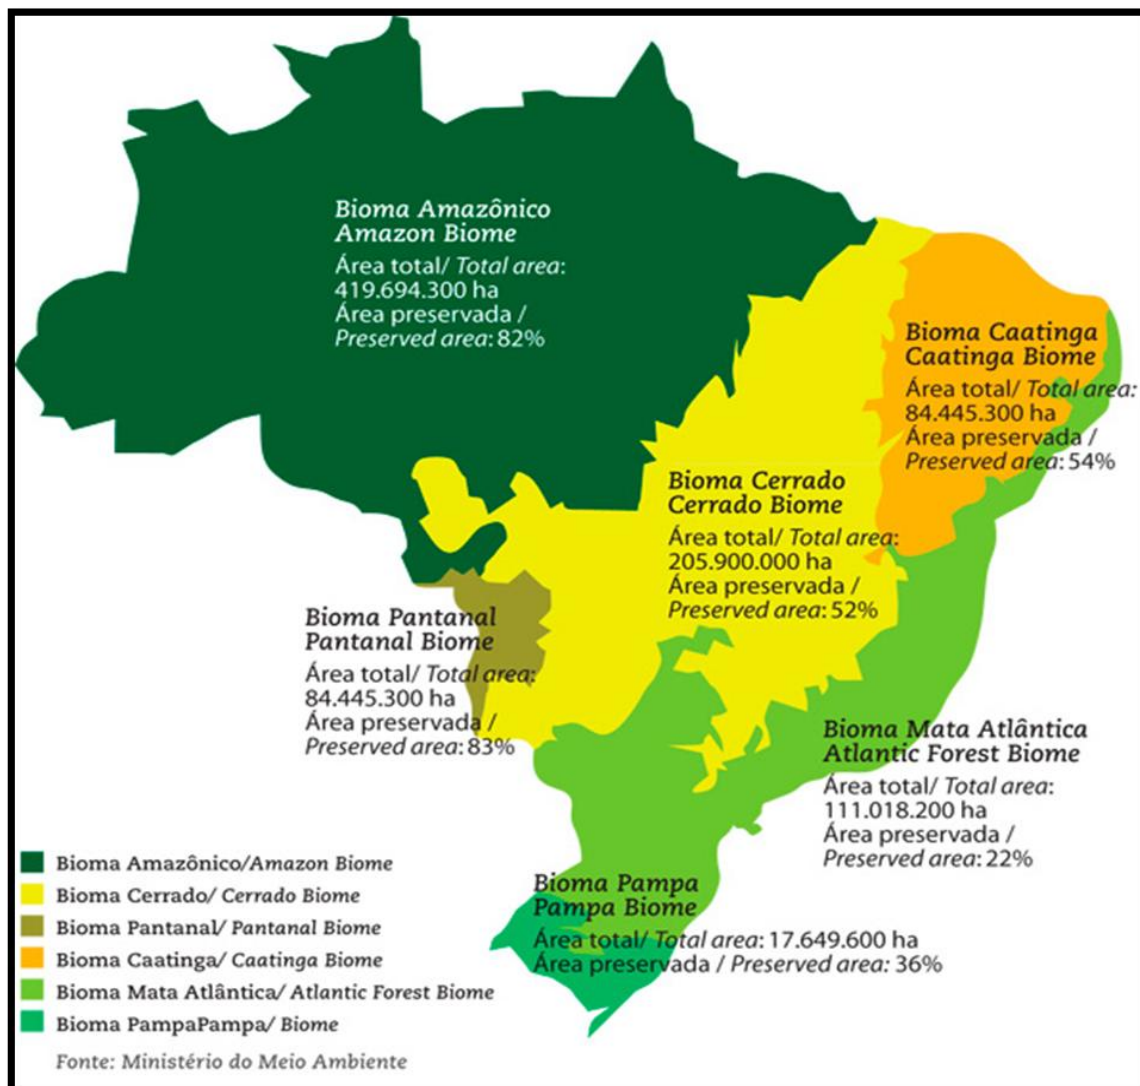 Bioma Amazônico
Amazon Biome
Área total/ Total area:
419.694.300 ha
Área preservada /
Preserved area: 82%
Bioma Caatinga
Caatinga Biome
Área total/ Total area:
84.445.300 ha
Área preservada /
Preserved area: 54%
Bioma Cerrado
Cerrado Biome
Área total/ Total area:
205.900.000 ha
Área preservada /
Preserved area: 52%
Bioma Pantanal
Pantanal Biome
Área total/ Total area:
84.445.300 ha
Área preservada /
Preserved area: 83%
Bioma Mata Atlântica
Atlantic Forest Biome
Área total/ Total area:
111.018.200 ha
Área preservada /
Preserved area: 22%
Bioma Pampa
Pampa Biome
Área total/ Total area: 17.649.600 ha
Área preservada / Preserved area: 36%
Bioma Amazônico/Amazon Biome
Bioma Cerrado/ Cerrado Biome
Bioma Pantanal/ Pantanal Biome
Bioma Caatinga/ Caatinga Biome
Bioma Mata Atlântica/ Atlantic Forest Biome
Bioma PampaPampa/ Biome
Fonte: Ministério do Meio Ambiente